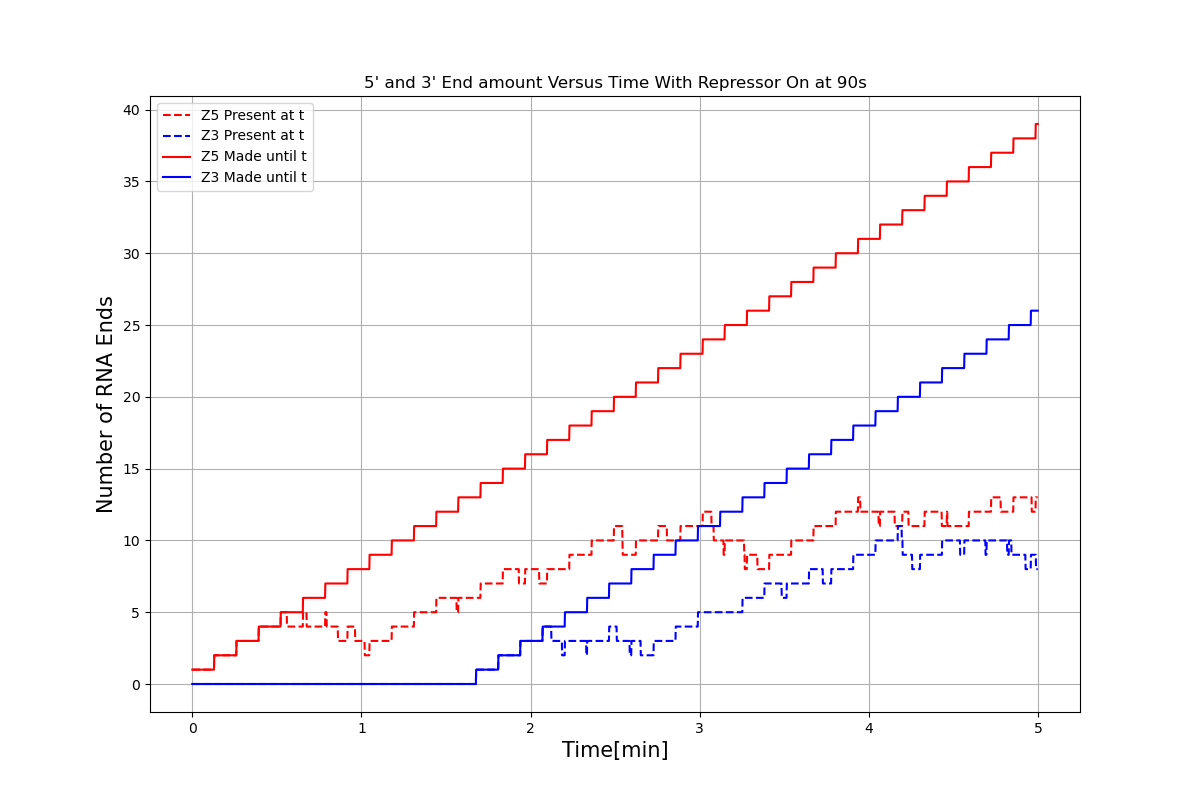 5' and 3' End amount Versus Time With Repressor On at 90s
Z5 Present at t
Z3 Present at t
Z5 Made until t
Z3 Made until t
Number of RNA Ends
40
35
30
25
20
15
10
5
0
0 1 2 3 4 5
Time[min]